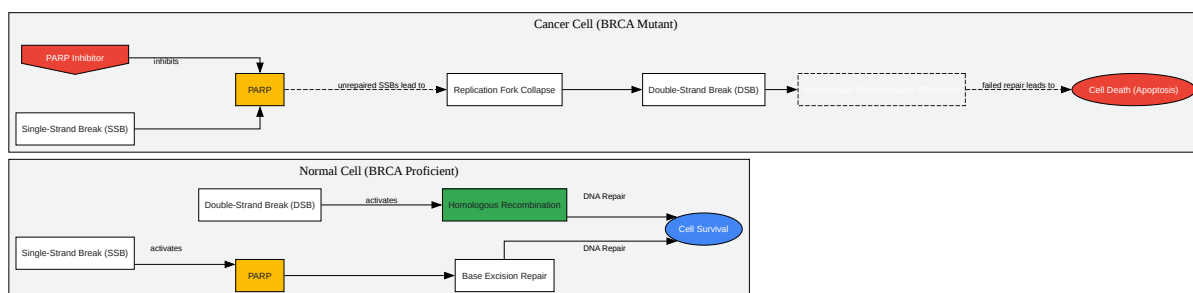 Cancer Cell (BRCA Mutant)
PARP Inhibitor
inhibits
PARP
unrepaired SSBs lead to
Replication Fork Collapse
Double-Strand Break (DSB)
Homologous Recombination
failed repair leads to
Cell Death (Apoptosis)
Single-Strand Break (SSB)
Normal Cell (BRCA Proficient)
Double-Strand Break (DSB)
activates
Homologous Recombination
DNA Repair
Cell Survival
Single-Strand Break (SSB)
activates
PARP
Base Excision Repair
DNA Repair